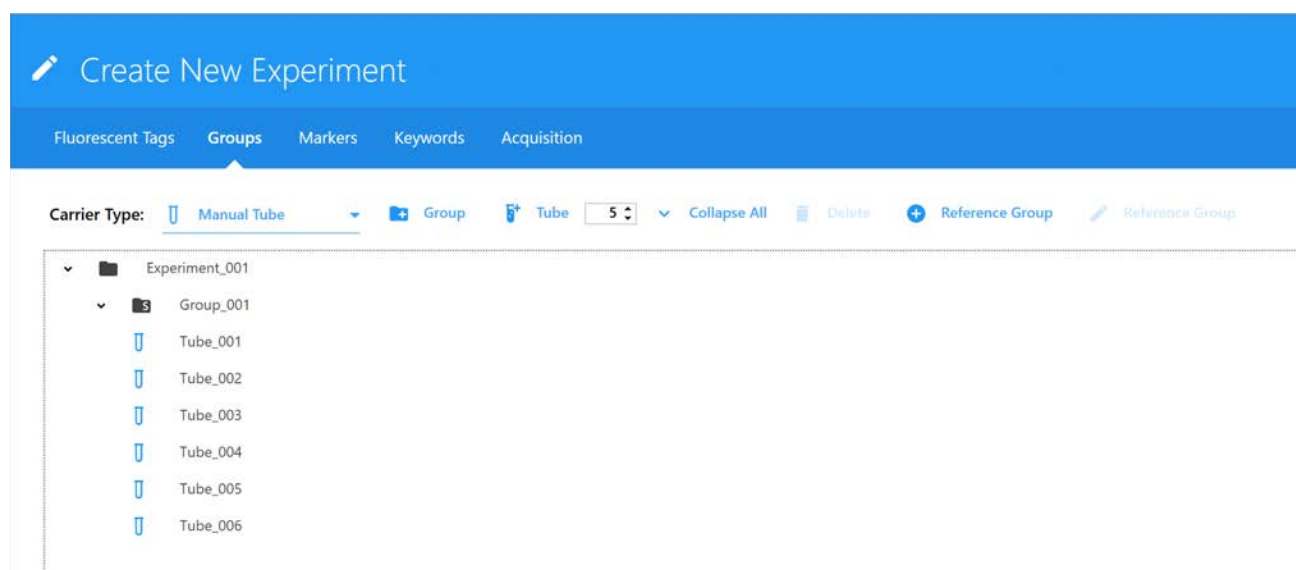 Create New Experiment
Fluorescent Tags Groups Markers Keywords Acquisition
Carrier Type: Manual Tube Group Tube 5 Collapse All Delete Reference Group Reference Group
Experiment_001
S Group_001
Tube_001
Tube_002
Tube_003
Tube_004
Tube_005
Tube_006